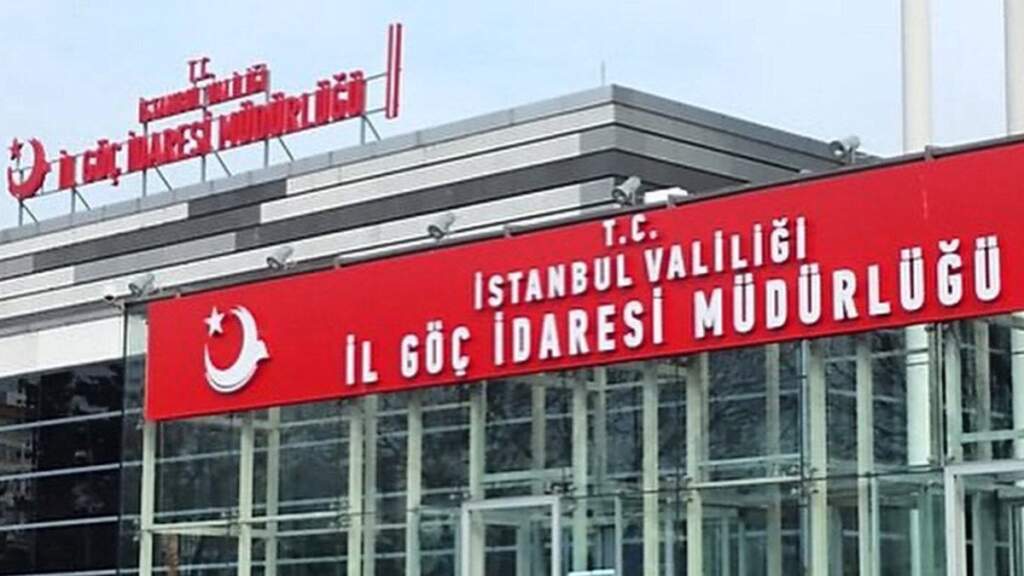 T.C.
İSTANBUL VALİLİĞİ
İL GÖÇ İDARESİ MÜDÜRLÜĞÜ
T.C.
İSTANBUL VALİLİĞİ
İL GÖÇ İDARESİ MÜDÜRLÜĞÜ